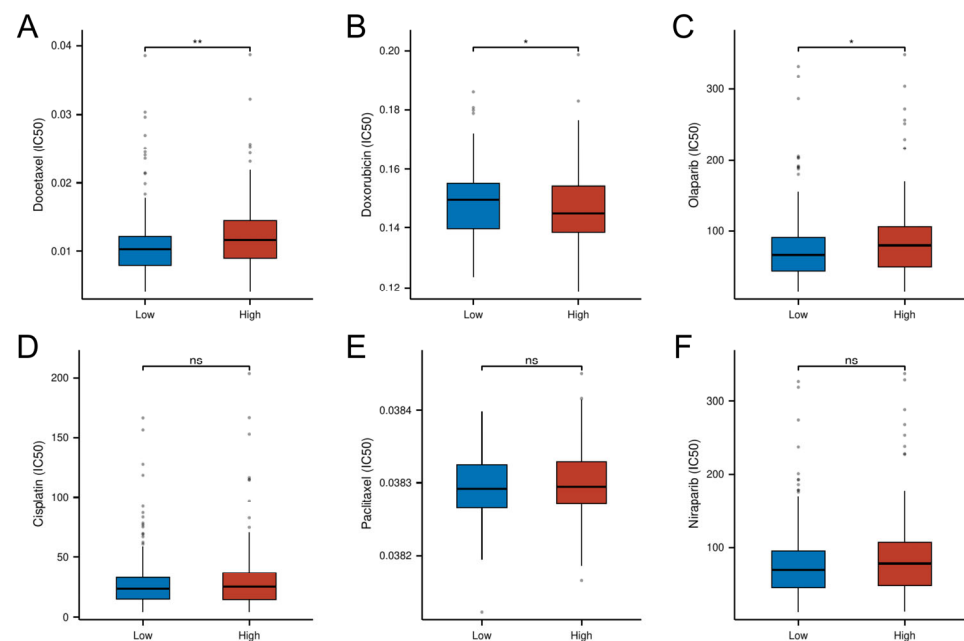 A
Docetaxel (IC50)
0.04
0.03
0.02
0.01
**
Low
High
B
Doxorubicin (IC50)
0.20
0.18
0.16
0.14
0.12
*
Low
High
C
Olaparib (IC50)
300
200
100
*
Low
High
D
Cisplatin (IC50)
200
150
100
50
0
ns
Low
High
E
Paclitaxel (IC50)
0.0384
0.0383
0.0382
ns
Low
High
F
Niraparib (IC50)
300
200
100
ns
Low
High